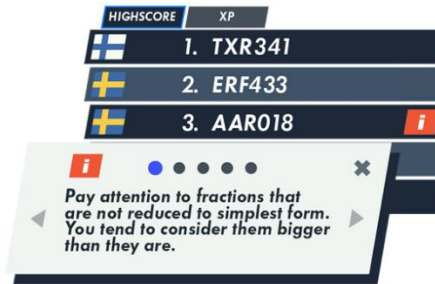 HIGHSCORE
XP
1. TXR341
2. ERF433
3. AAR018
i
i
Pay attention to fractions that
are not reduced to simplest form.
You tend to consider them bigger
than they are.